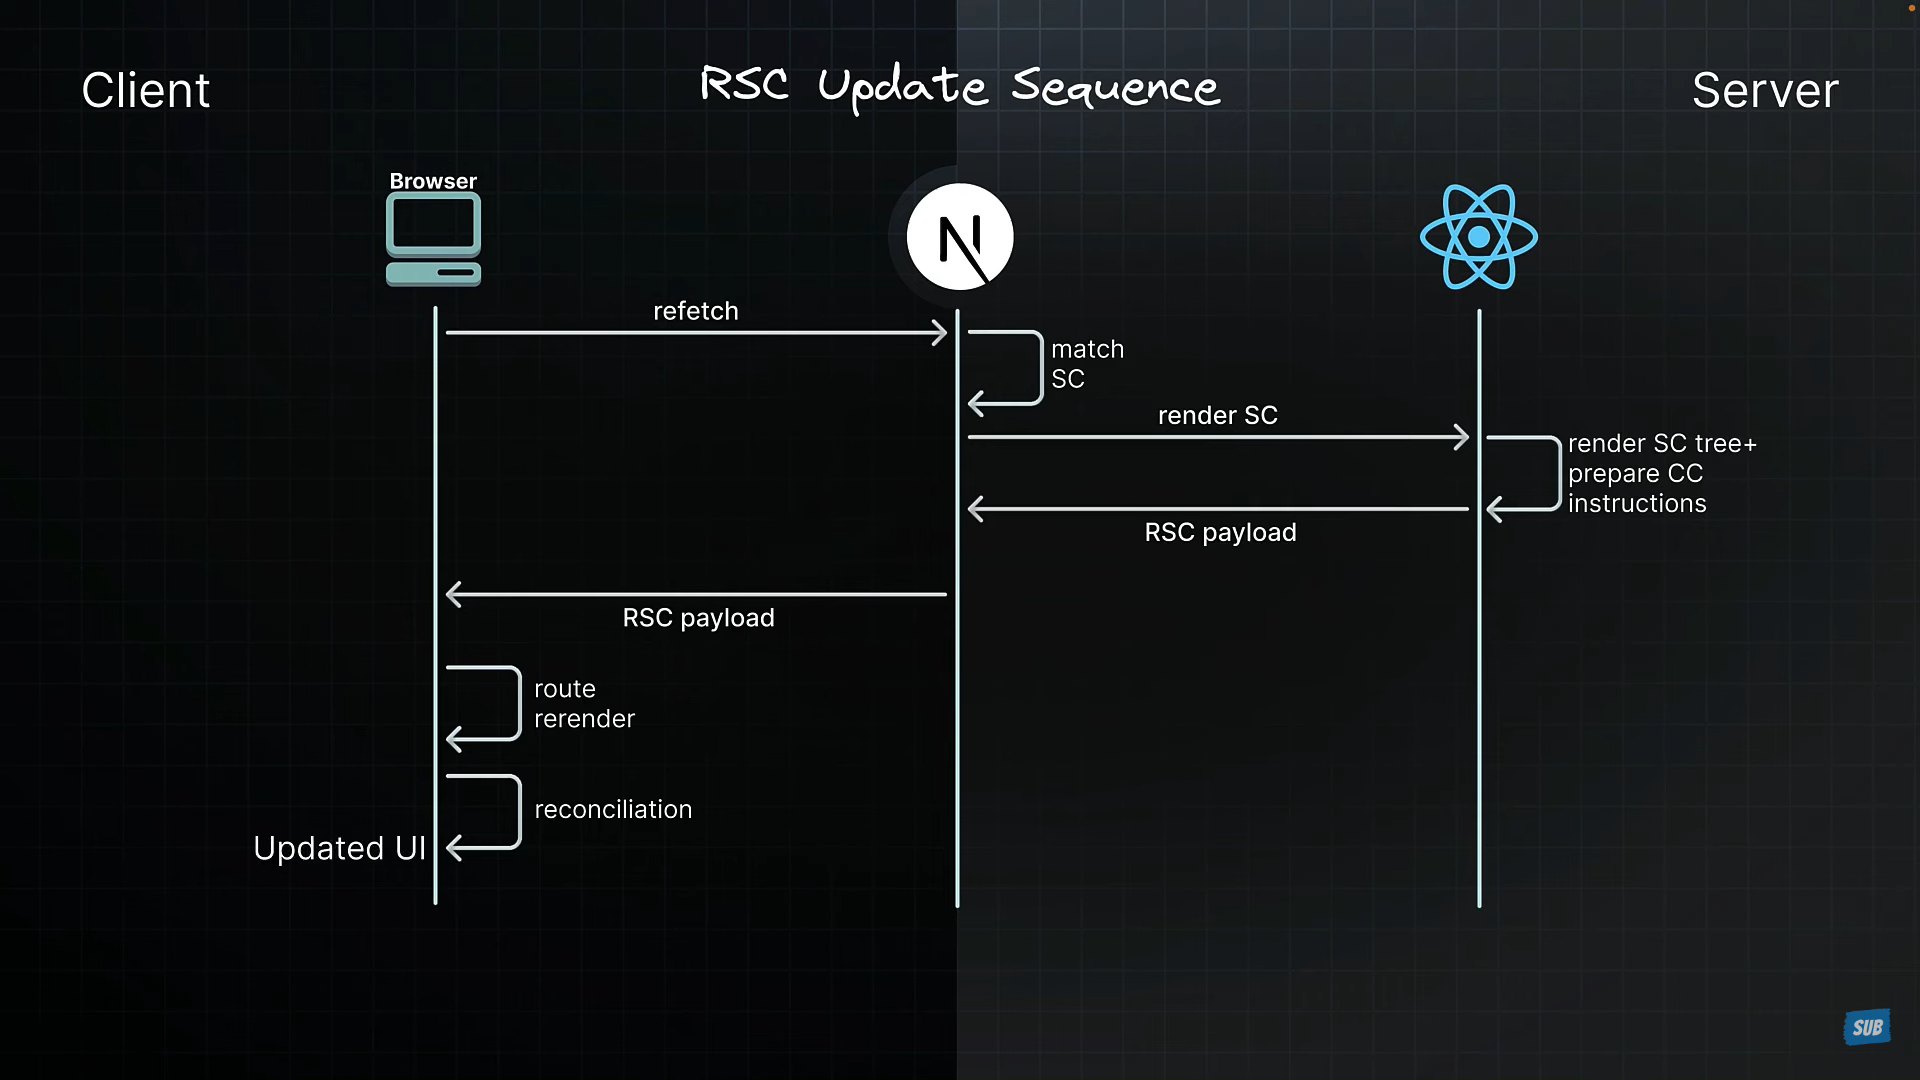 Client
RSC Update Sequence
Server
Browser
N
refetch
match
SC
render SC
render SC tree+
prepare CC
instructions
RSC payload
RSC payload
route
rerender
reconciliation
Updated UI
SUB